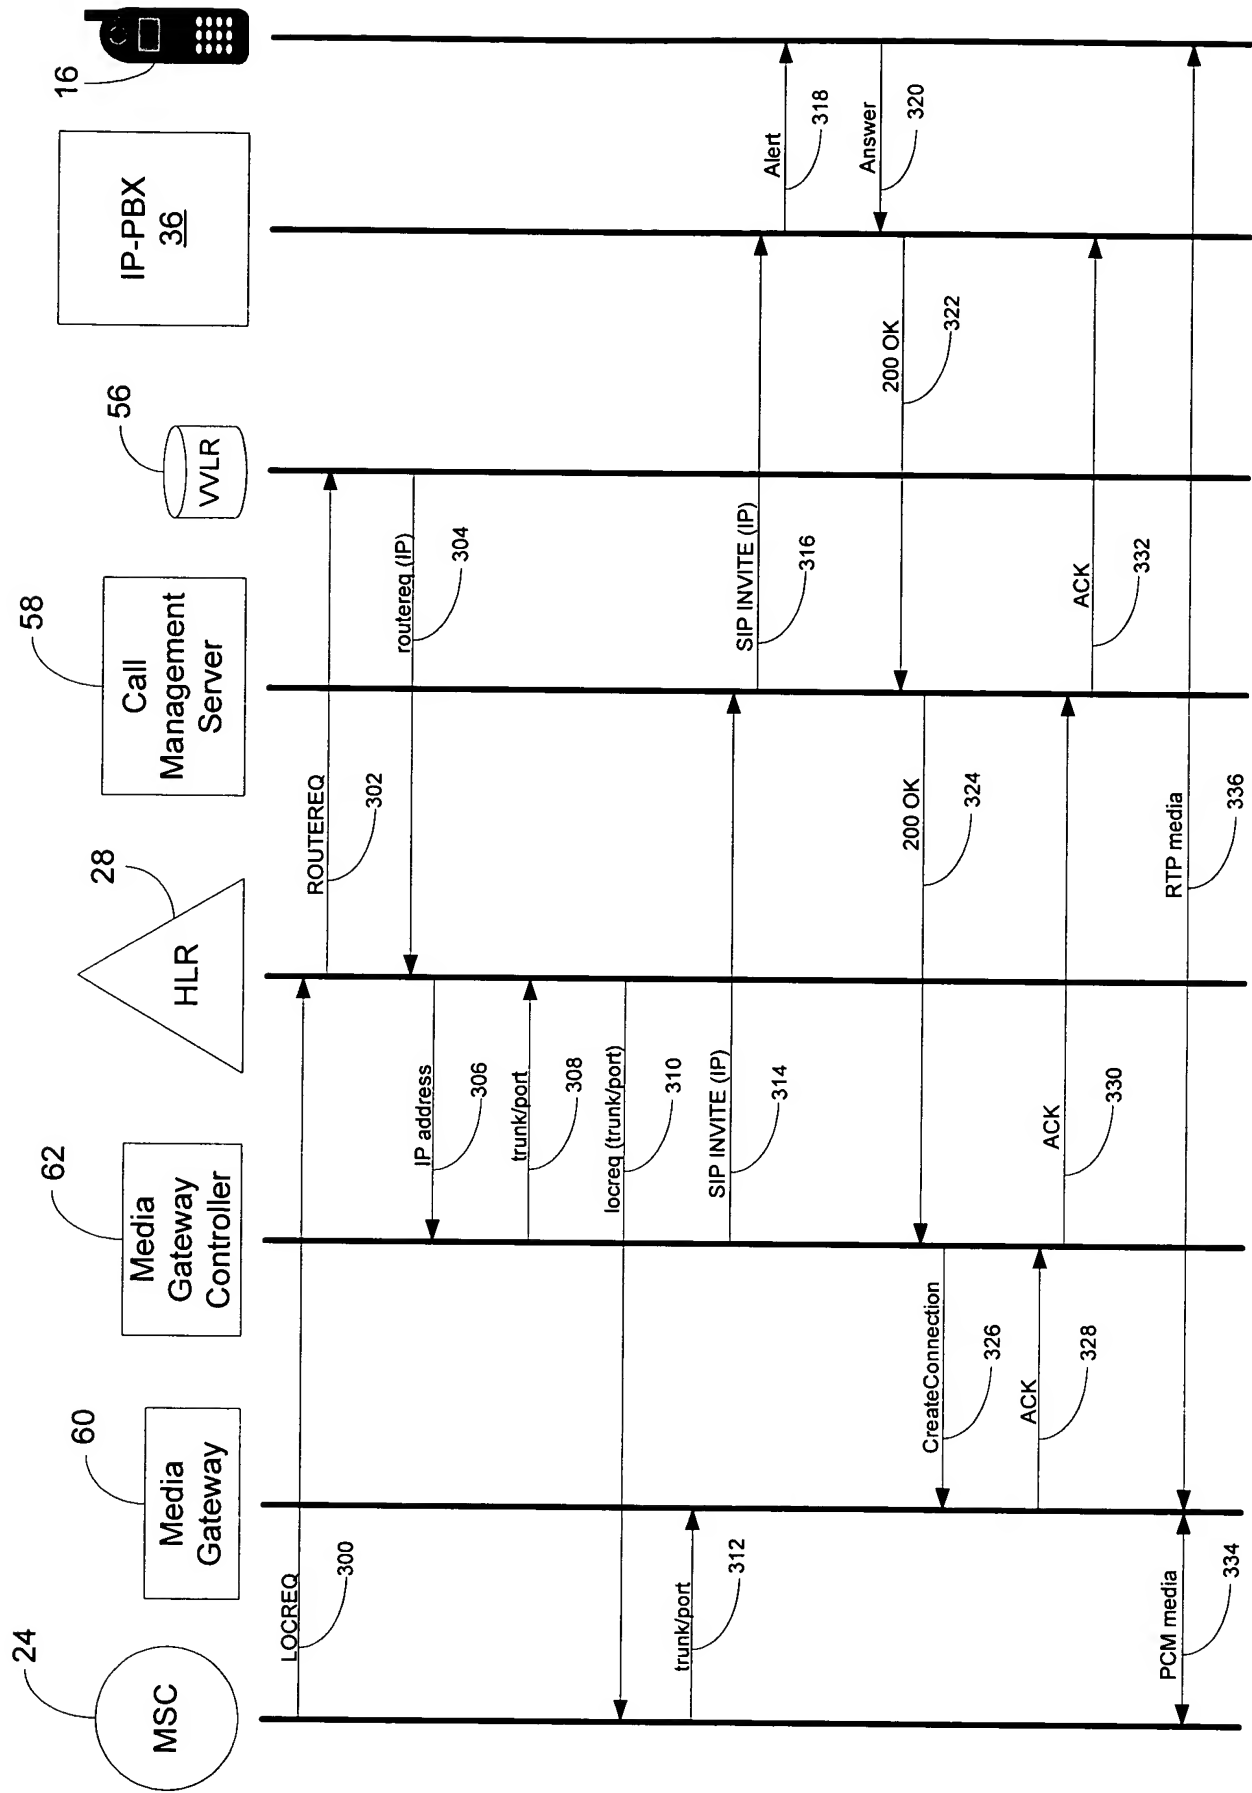 24
MSC
60
Media
Gateway
62
Media
Gateway
Controller
28
HLR
58
Call
Management
Server
56
VVLR
IP-PBX
36
16
LOCREQ
300
ROUTEREQ
302
routereq (IP)
304
IP address
306
trunk/port
308
locreq (trunk/port)
310
trunk/port
312
SIP INVITE (IP)
314
SIP INVITE (IP)
316
Alert
318
Answer
320
200 OK
322
200 OK
324
CreateConnection
326
ACK
328
ACK
330
ACK
332
PCM media
334
RTP media
336